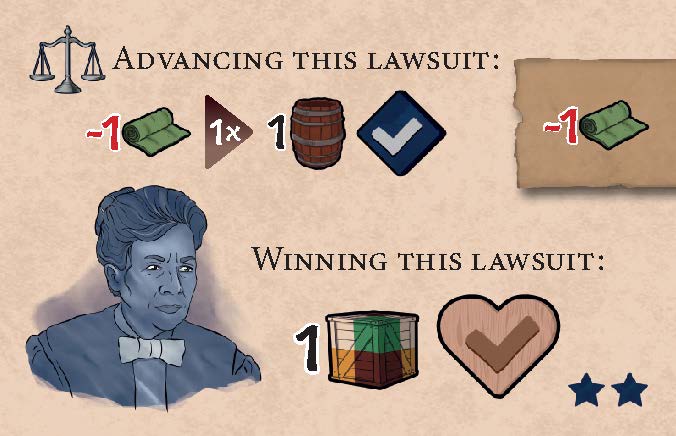 ADVANCING THIS LAWSUIT:
-1 1x 1 -1
WINNING THIS LAWSUIT:
1